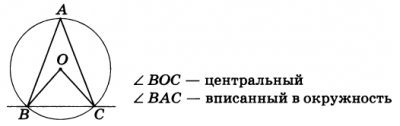 A
O
∠ BOC — центральный
∠ BAC — вписанный в окружность
B
C